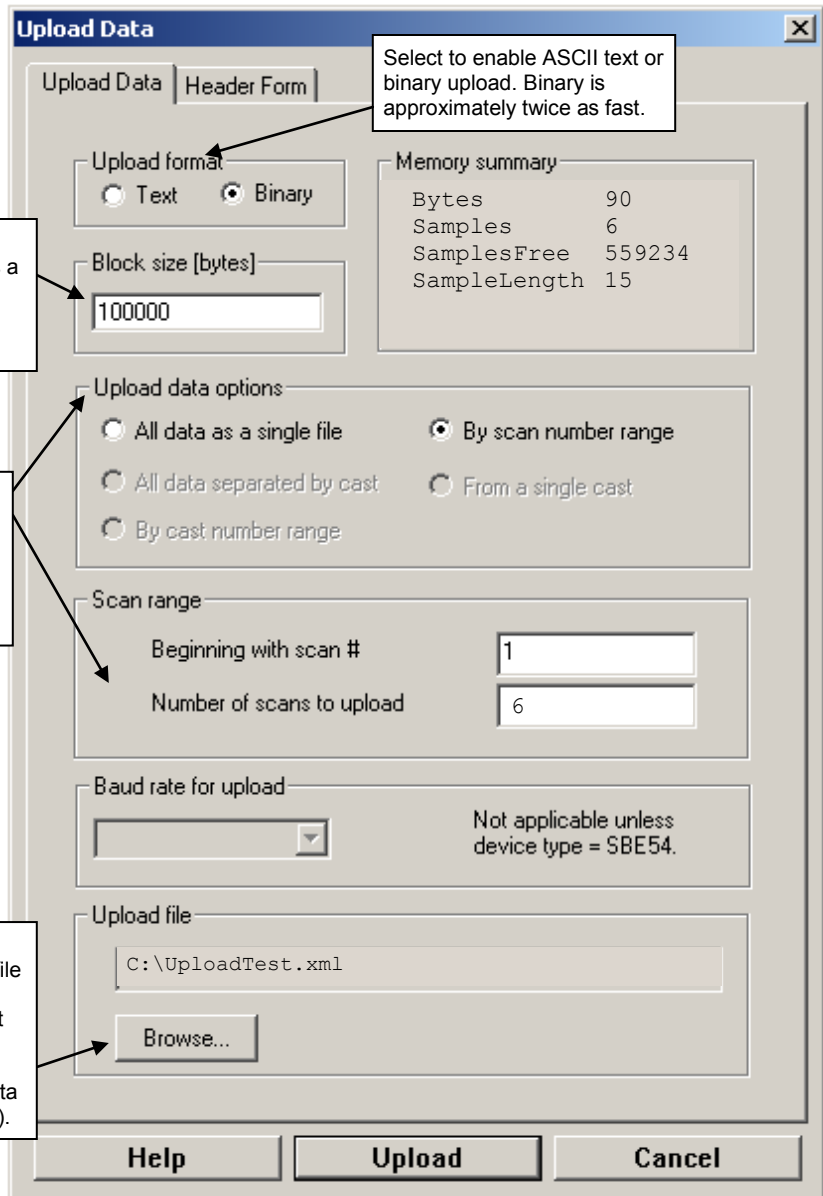 Upload Data
Select to enable ASCII text or
binary upload. Binary is
approximately twice as fast.
Upload Data Header Form
Upload format
Text Binary
Memory summary
Bytes 90
Samples 6
SamplesFree 559234
SampleLength 15
a
Block size [bytes]
100000
Upload data options
All data as a single file By scan number range
All data separated by cast From a single cast
By cast number range
Scan range
Beginning with scan # 1
Number of scans to upload 6
Baud rate for upload
Not applicable unless
device type = SBE54.
Upload file
C:\UploadTest.xml
Browse...
).
Help Upload Cancel